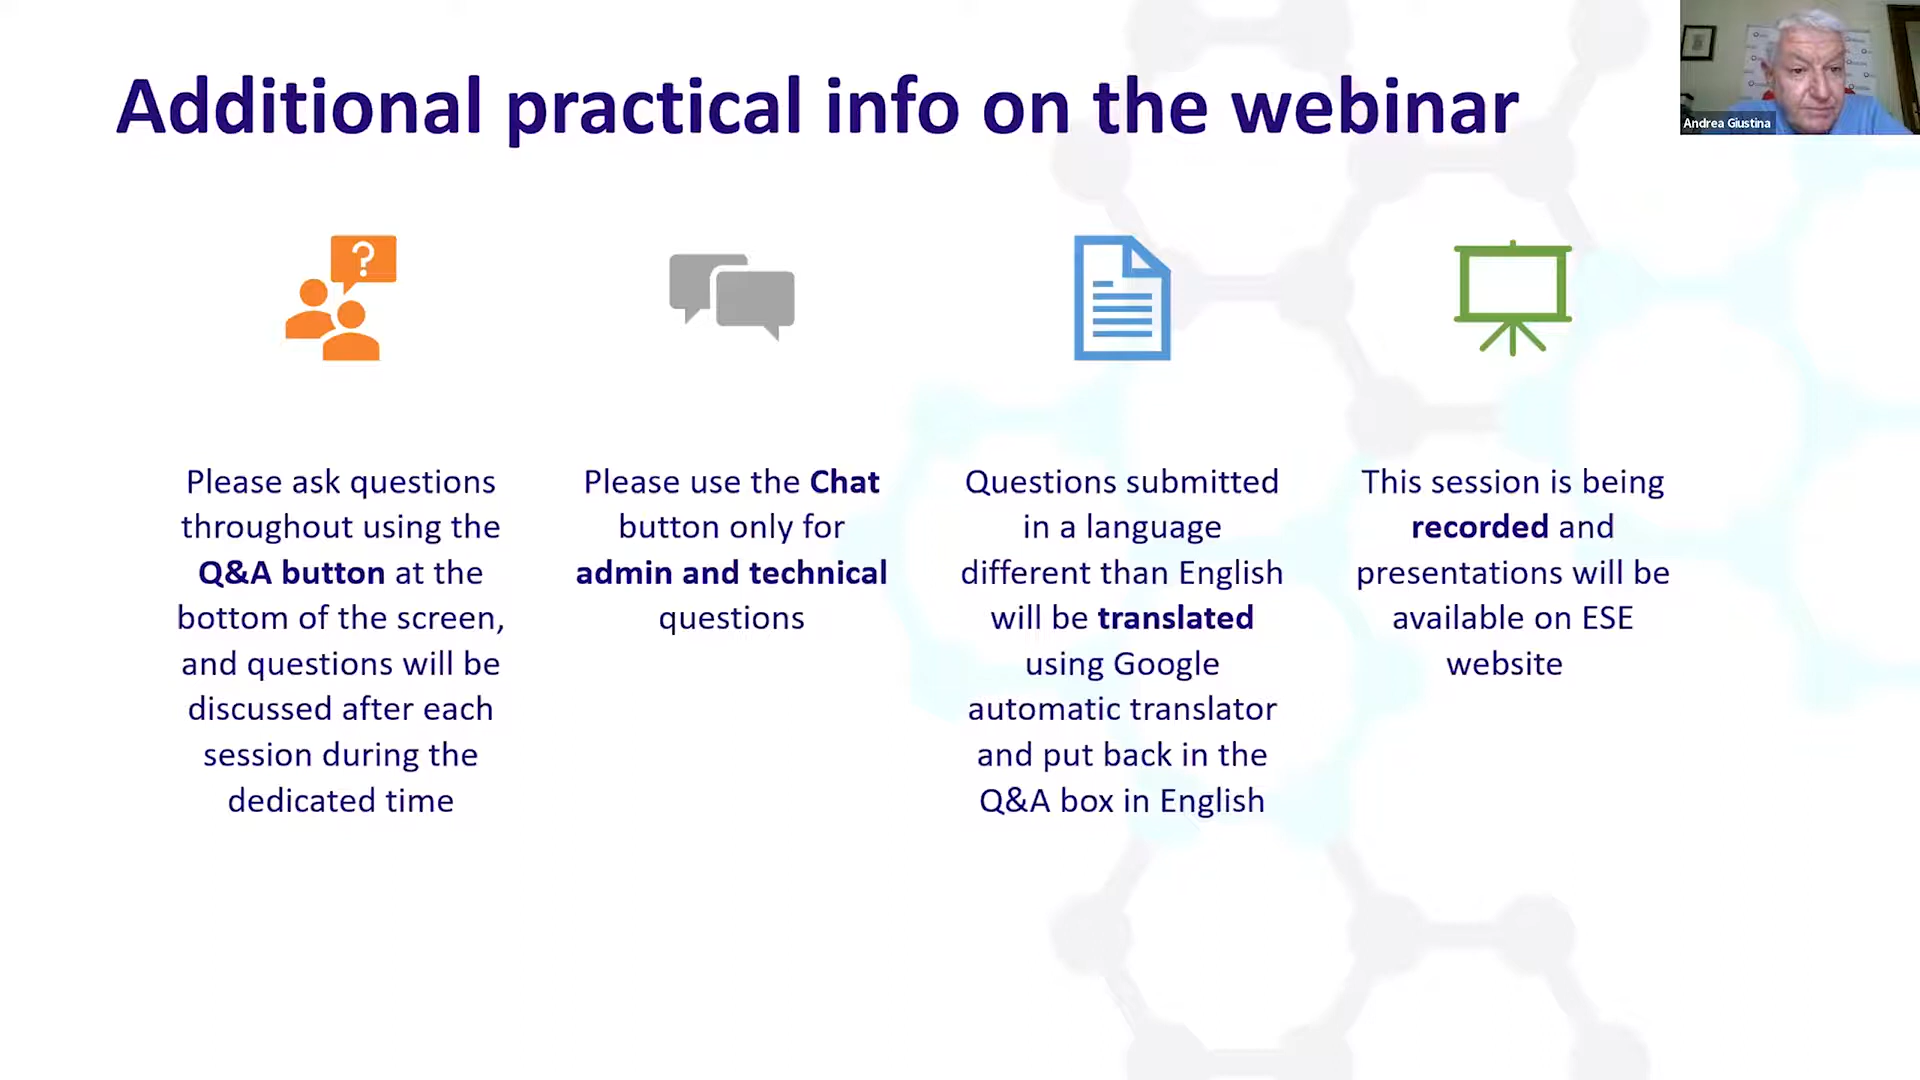 Additional practical info on the webinar
Andrea Giustina
?
Please ask questions
throughout using the
Q&A button at the
bottom of the screen,
and questions will be
discussed after each
session during the
dedicated time
Please use the Chat
button only for
admin and technical
questions
Questions submitted
in a language
different than English
will be translated
using Google
automatic translator
and put back in the
Q&A box in English
This session is being
recorded and
presentations will be
available on ESE
website